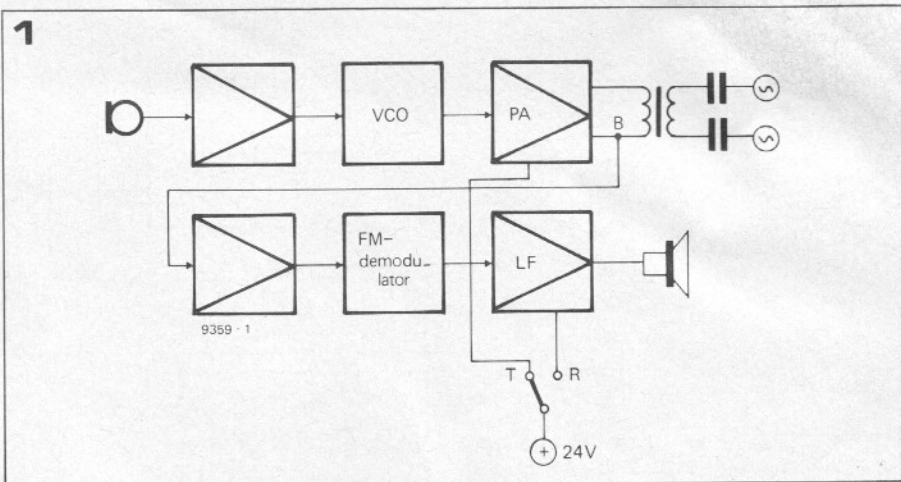 1
VCO
PA
B
FM–
demodu–
lator
LF
9359 - 1
T
R
+
24V